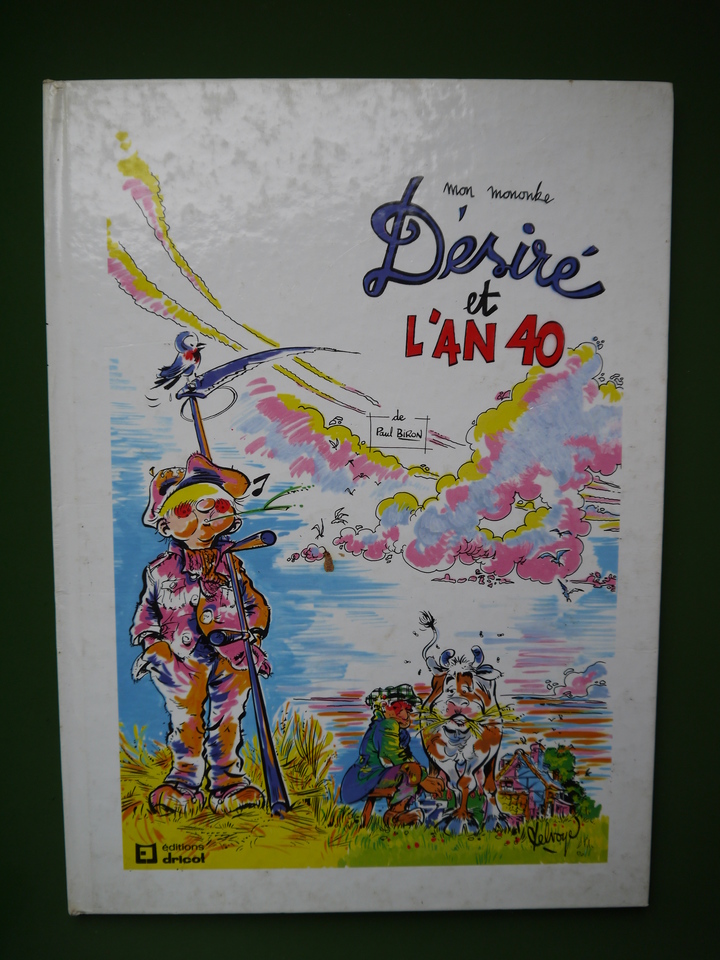 mon mononke
Désiré
et
L'AN 40
de
Paul BIRON
éditions
dricot